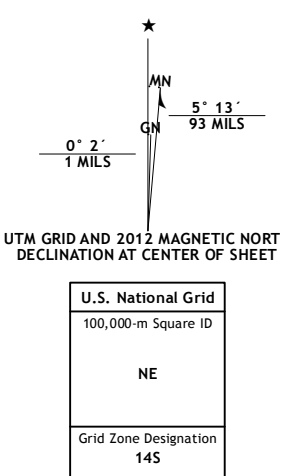 ★
MN
GN
5° 13´
93 MILS
0° 2´
1 MILS
UTM GRID AND 2012 MAGNETIC NORT
DECLINATION AT CENTER OF SHEET
U.S. National Grid
100,000-m Square ID
NE
Grid Zone Designation
14S